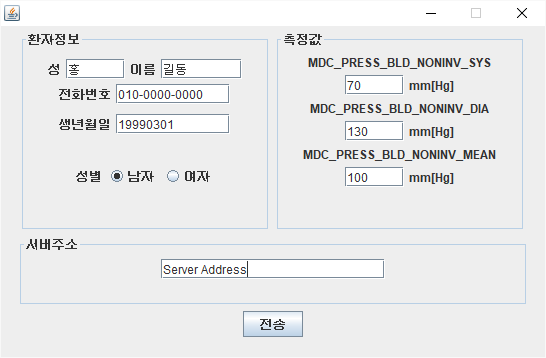 환자정보
성 홍 이름 길동
전화번호 010-0000-0000
생년월일 19990301
성별 남자 여자
측정값
MDC_PRESS_BLD_NONINV_SYS
70 mm[Hg]
MDC_PRESS_BLD_NONINV_DIA
130 mm[Hg]
MDC_PRESS_BLD_NONINV_MEAN
100 mm[Hg]
서버주소
Server Address
전송